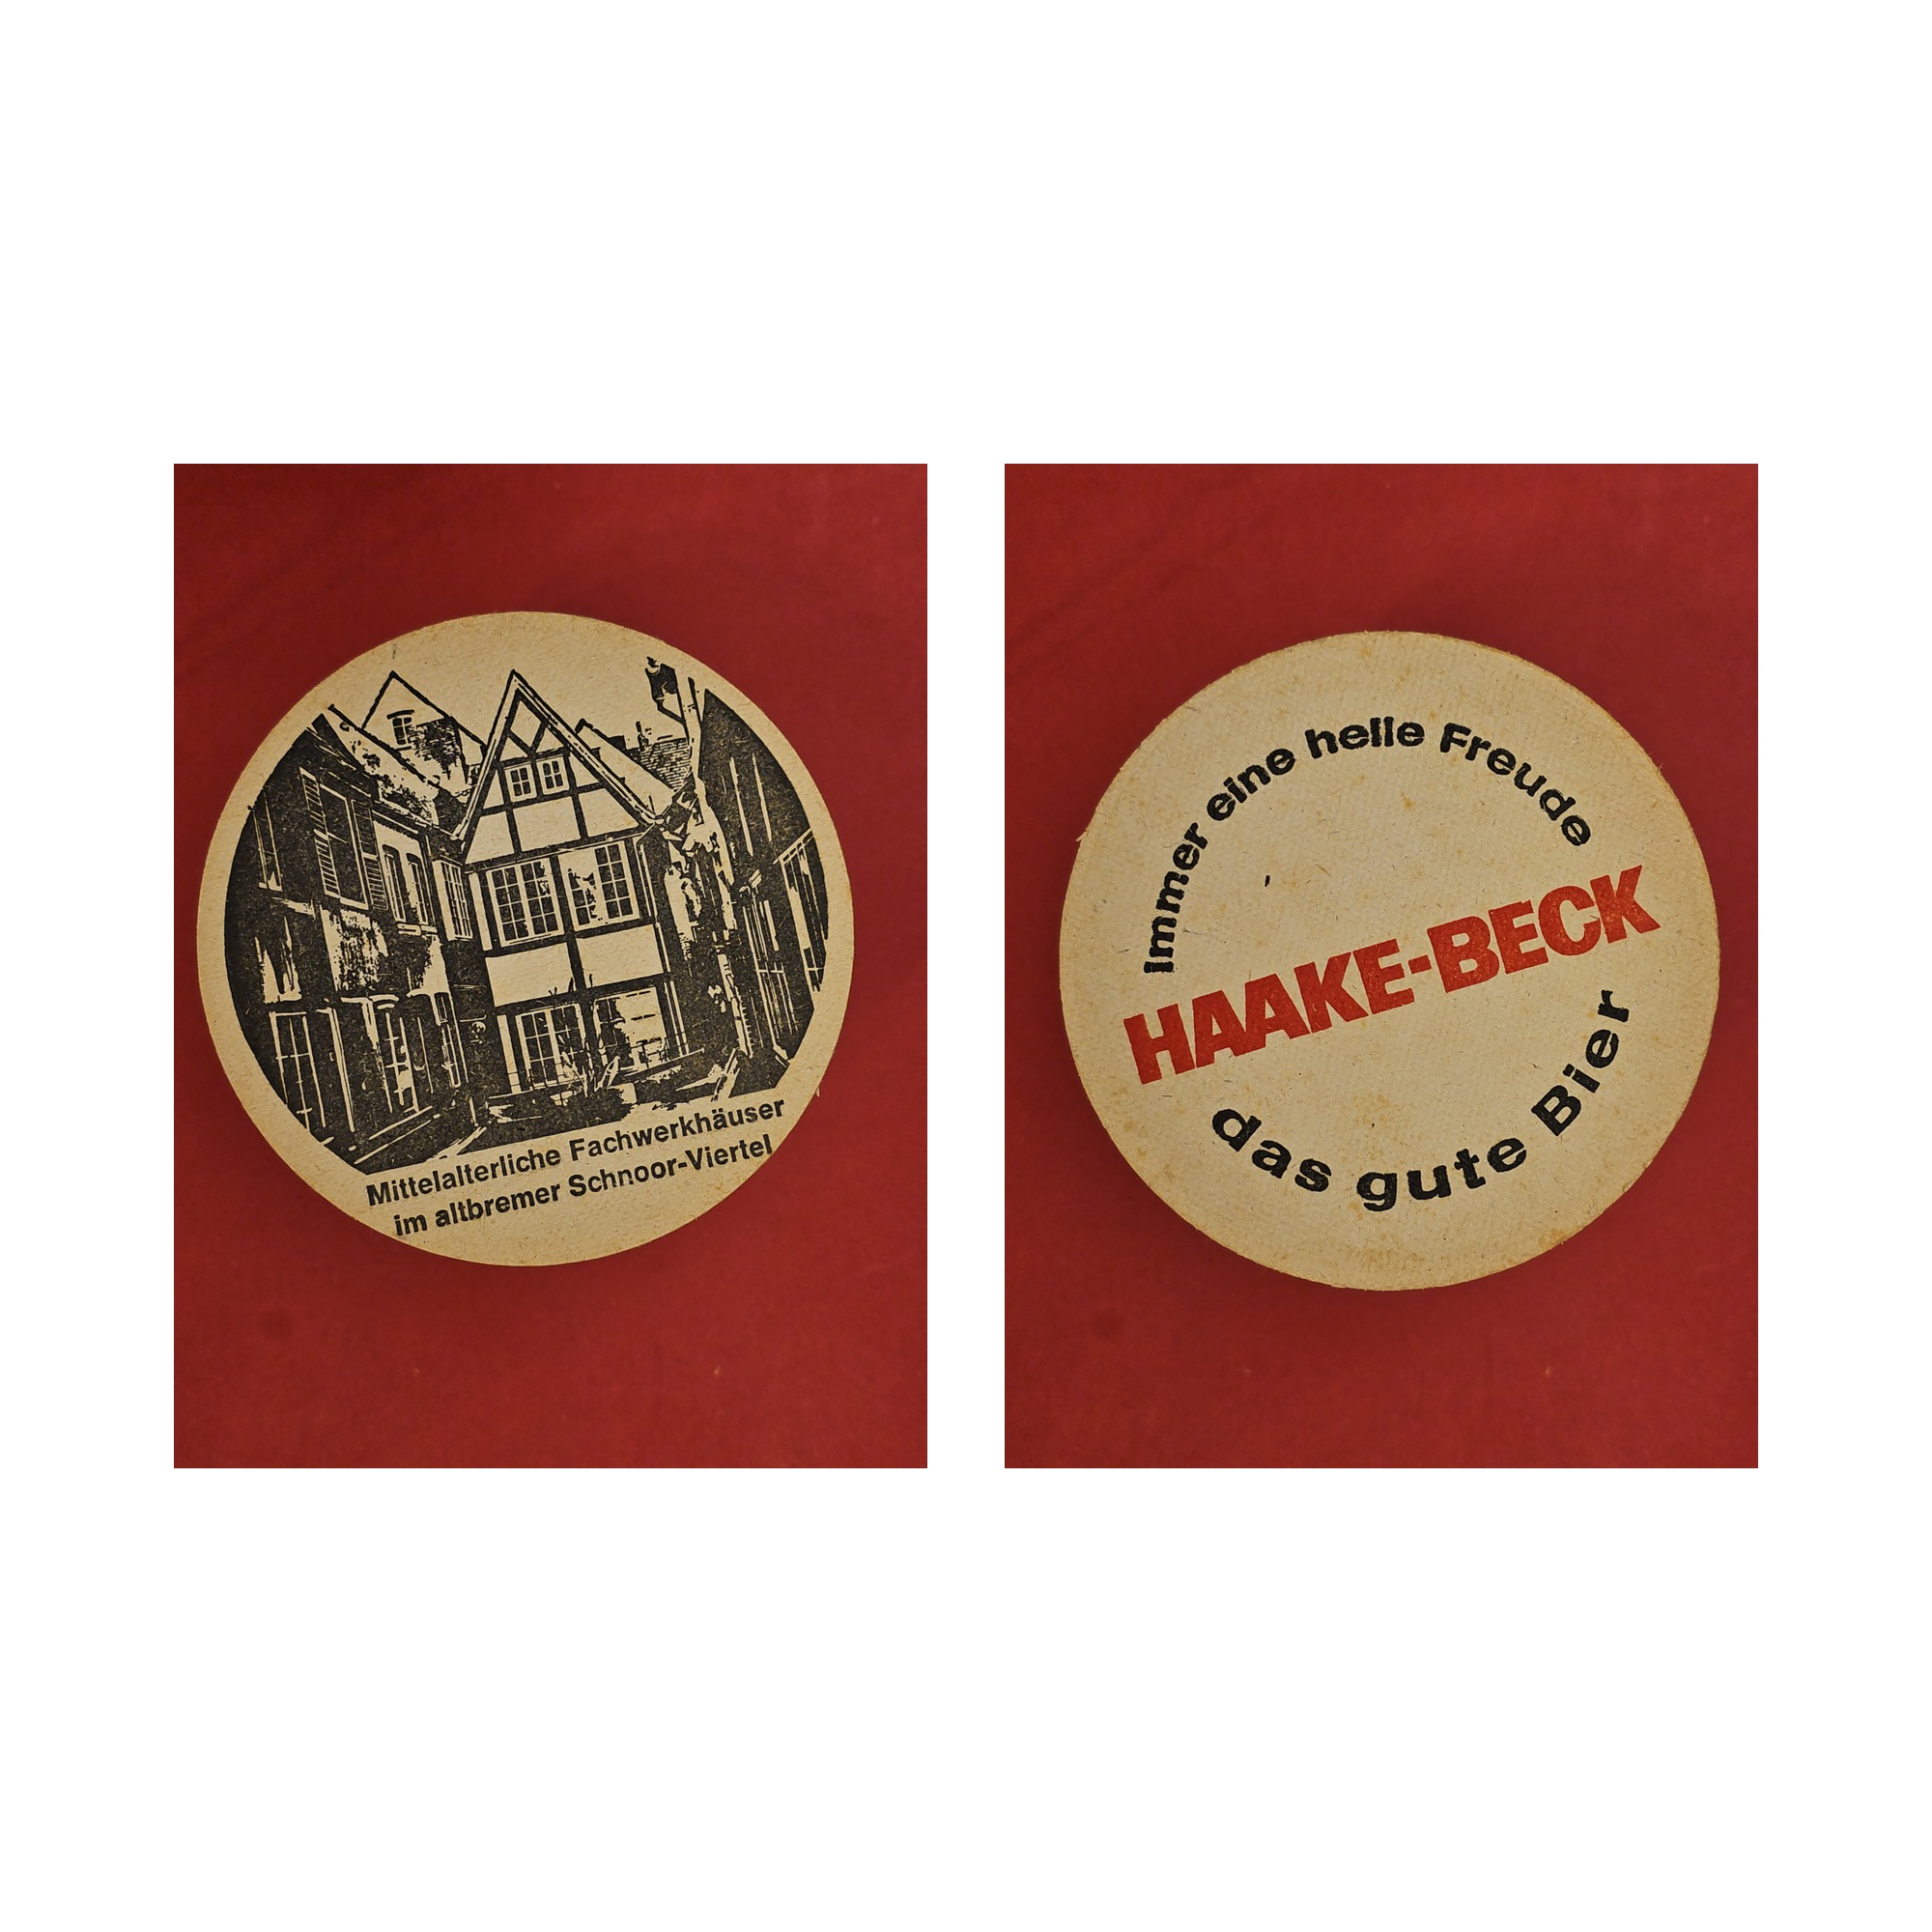 Mittelalterliche Fachwerkhäuser
im altbremer Schnoor-Viertel
immer eine helle Freude
HAAKE-BECK
das gute Bier